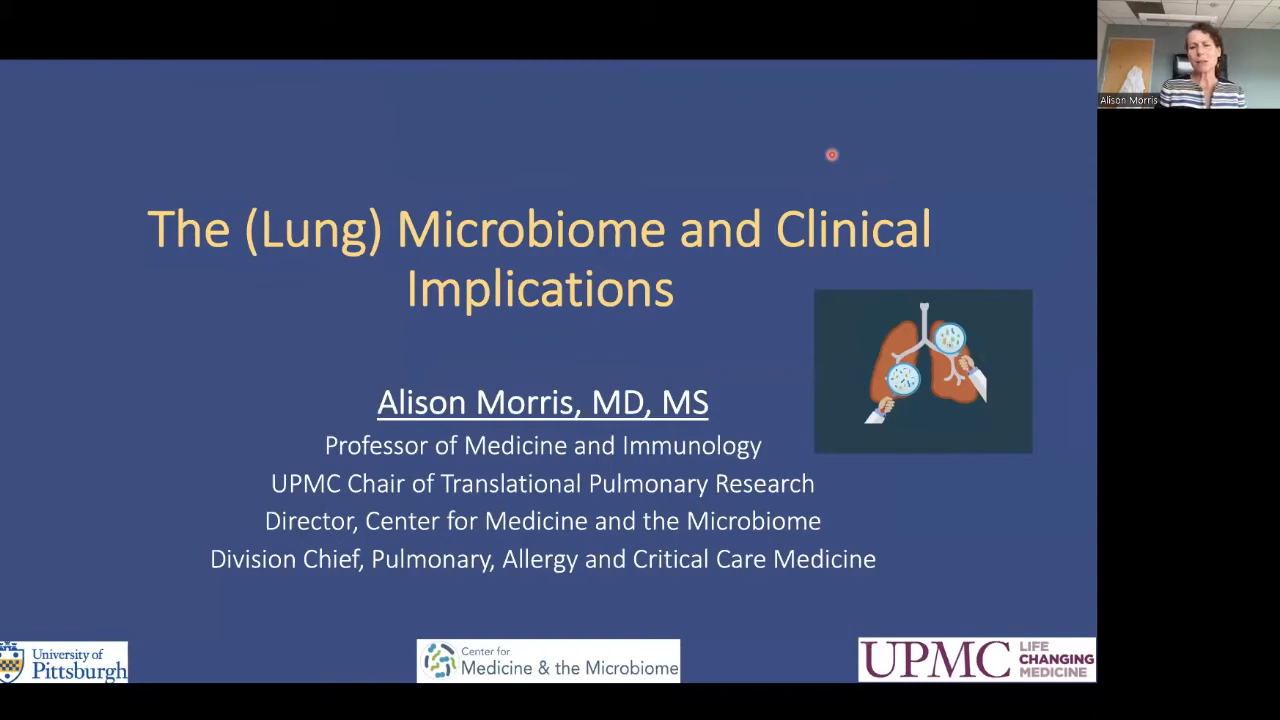 Alison Morris
The (Lung) Microbiome and Clinical
Implications
Alison Morris, MD, MS
Professor of Medicine and Immunology
UPMC Chair of Translational Pulmonary Research
Director, Center for Medicine and the Microbiome
Division Chief, Pulmonary, Allergy and Critical Care Medicine
University of
Pittsburgh
Center for
Medicine & the Microbiome
UPMC
LIFE
CHANGING
MEDICINE